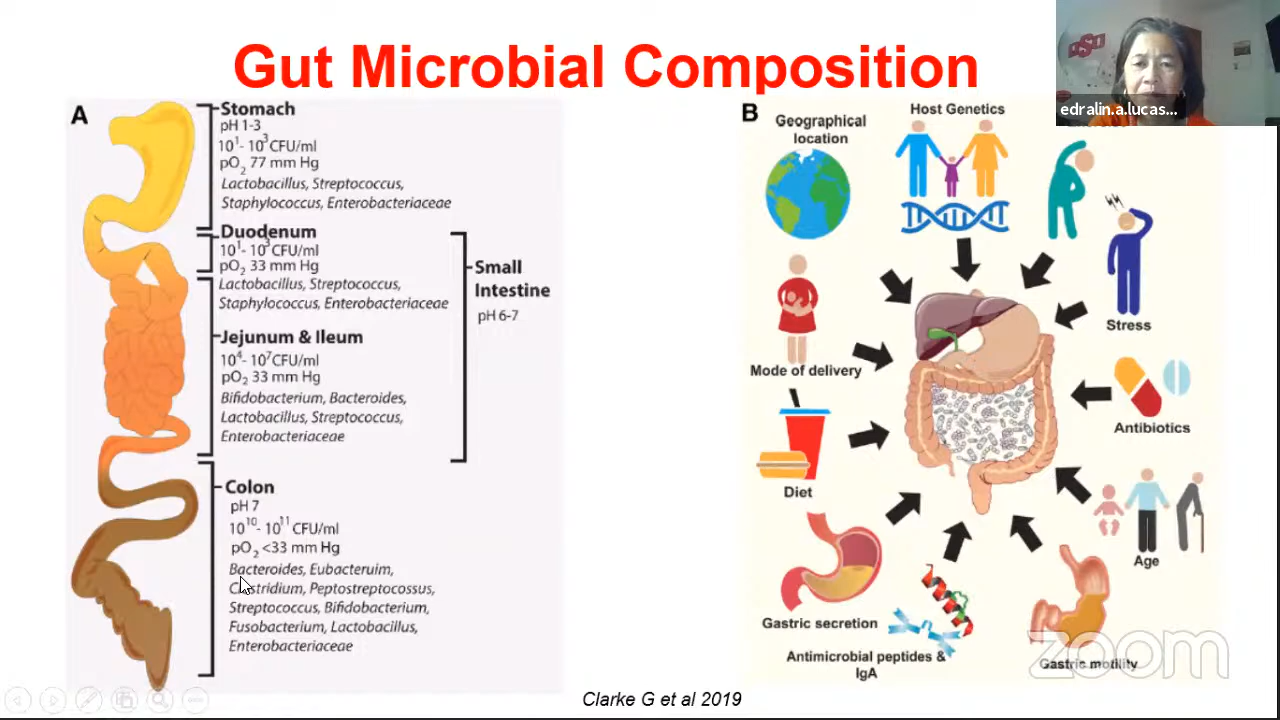 Gut Microbial Composition
edralin.a.lucas...
A
Stomach
pH 1-3
10¹- 10³ CFU/ml
pO₂ 77 mm Hg
Lactobacillus, Streptococcus,
Staphylococcus, Enterobacteriaceae
Duodenum
10¹- 10³ CFU/ml
pO₂ 33 mm Hg
Lactobacillus, Streptococcus,
Staphylococcus, Enterobacteriaceae
Jejunum & Ileum
10⁴- 10⁷ CFU/ml
pO₂ 33 mm Hg
Bifidobacterium, Bacteroides,
Lactobacillus, Streptococcus,
Enterobacteriaceae
Small
Intestine
pH 6-7
Colon
pH 7
10¹⁰- 10¹¹ CFU/ml
pO₂ <33 mm Hg
Bacteroides, Eubacteruim,
Clostridium, Peptostreptocossus,
Streptococcus, Bifidobacterium,
Fusobacterium, Lactobacillus,
Enterobacteriaceae
B
Geographical
location
Host Genetics
Stress
Mode of delivery
Antibiotics
Diet
Age
Gastric secretion
Antimicrobial peptides &
IgA
Gastric motility
zoom
Clarke G et al 2019